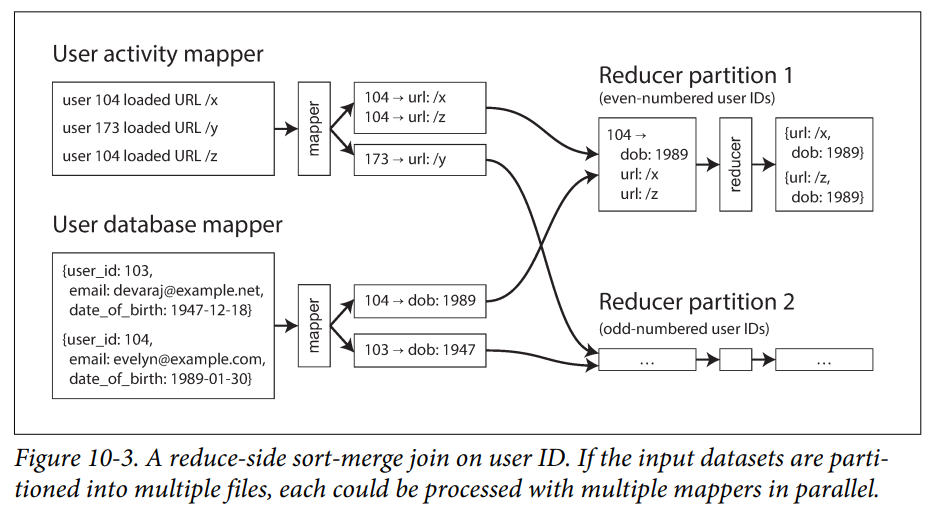 User activity mapper
user 104 loaded URL /x
user 173 loaded URL /y
user 104 loaded URL /z
mapper
104 → url: /x
104 → url: /z
173 → url: /y
Reducer partition 1
(even-numbered user IDs)
104 →
dob: 1989
url: /x
url: /z
reducer
{url: /x,
dob: 1989}
{url: /z,
dob: 1989}
User database mapper
{user_id: 103,
email: devaraj@example.net,
date_of_birth: 1947-12-18}
{user_id: 104,
email: evelyn@example.com,
date_of_birth: 1989-01-30}
mapper
104 → dob: 1989
103 → dob: 1947
Reducer partition 2
(odd-numbered user IDs)
...
...
Figure 10-3. A reduce-side sort-merge join on user ID. If the input datasets are parti-
tioned into multiple files, each could be processed with multiple mappers in parallel.